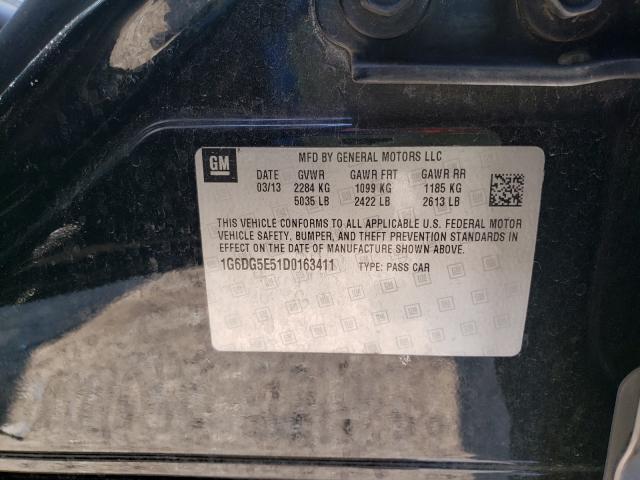 GM
MFD BY GENERAL MOTORS LLC
DATE GVWR GAWR FRT GAWR RR
03/13 2284 KG 1099 KG 1185 KG
5035 LB 2422 LB 2613 LB
THIS VEHICLE CONFORMS TO ALL APPLICABLE U.S. FEDERAL MOTOR
VEHICLE SAFETY, BUMPER, AND THEFT PREVENTION STANDARDS IN
EFFECT ON THE DATE OF MANUFACTURE SHOWN ABOVE.
1G6DG5E51D0163411 TYPE: PASS CAR